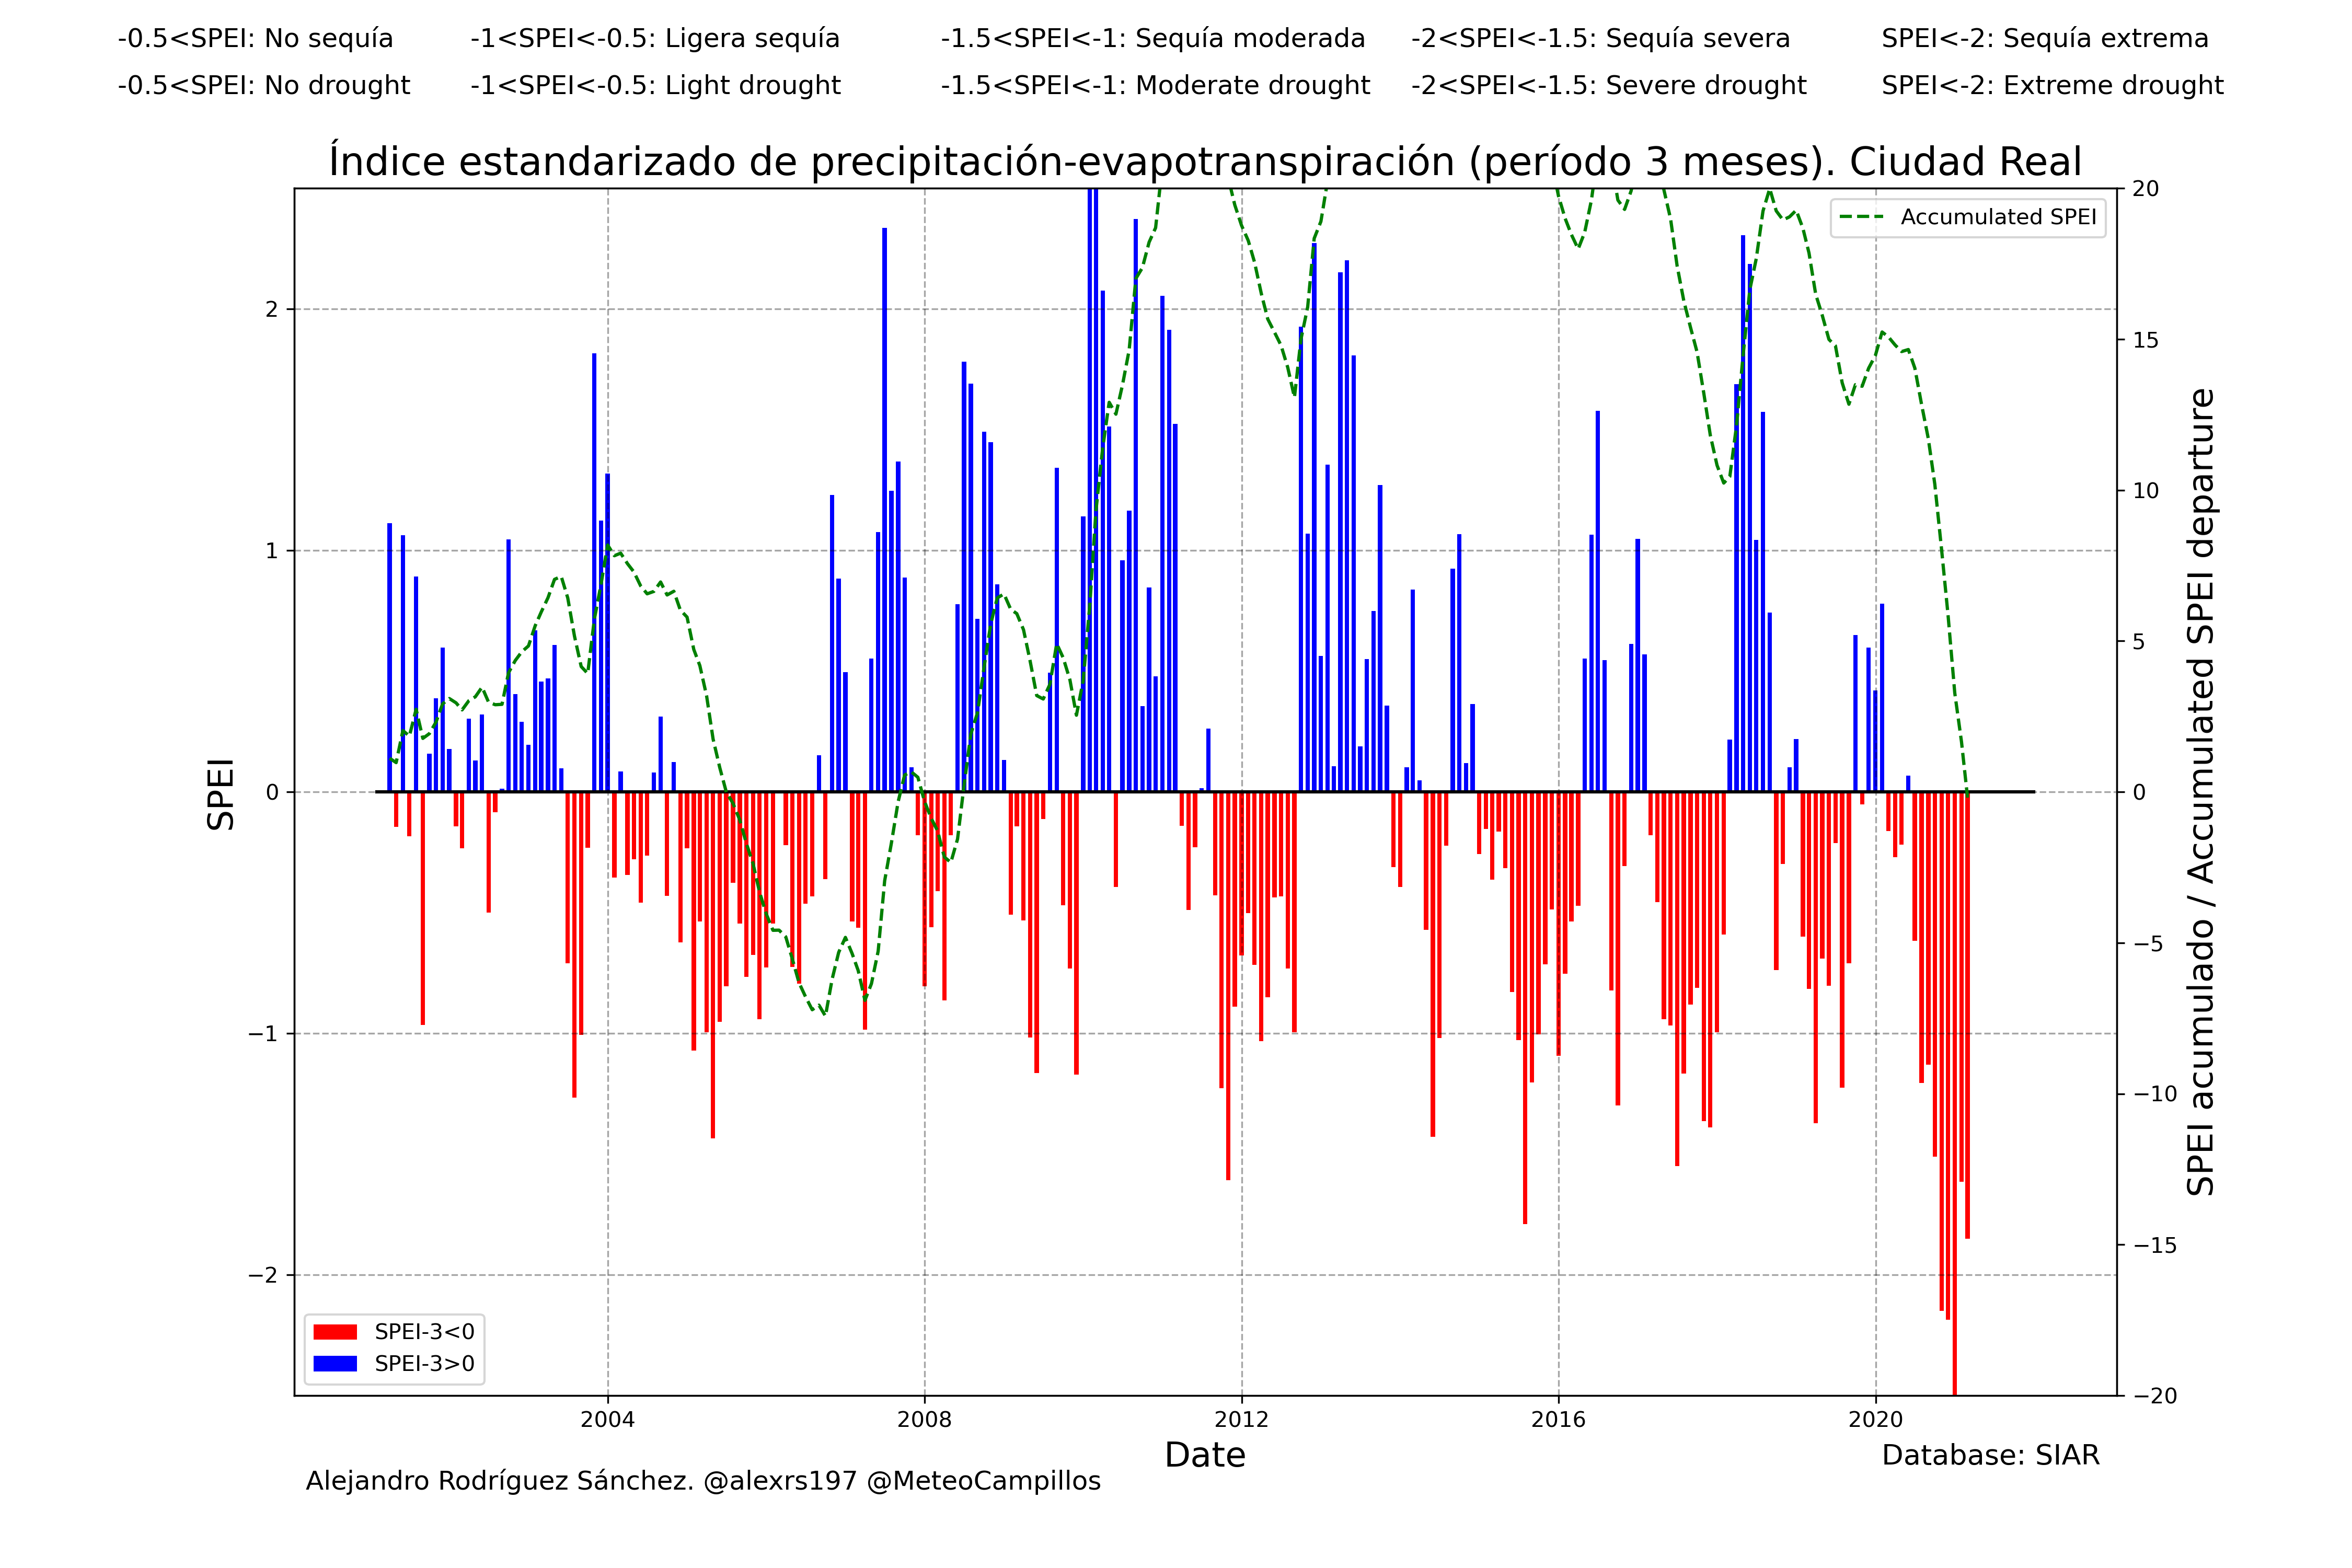 -0.5<SPEI: No sequía -1<SPEI<-0.5: Ligera sequía -1.5<SPEI<-1: Sequía moderada -2<SPEI<-1.5: Sequía severa SPEI<-2: Sequía extrema
-0.5<SPEI: No drought -1<SPEI<-0.5: Light drought -1.5<SPEI<-1: Moderate drought -2<SPEI<-1.5: Severe drought SPEI<-2: Extreme drought
Índice estandarizado de precipitación-evapotranspiración (período 3 meses). Ciudad Real
Accumulated SPEI
2
1
0
−1
−2
SPEI
20
15
10
5
0
−5
−10
−15
−20
SPEI acumulado / Accumulated SPEI departure
SPEI-3<0
SPEI-3>0
2004 2008 2012 2016 2020
Date
Database: SIAR
Alejandro Rodríguez Sánchez. @alexrs197 @MeteoCampillos